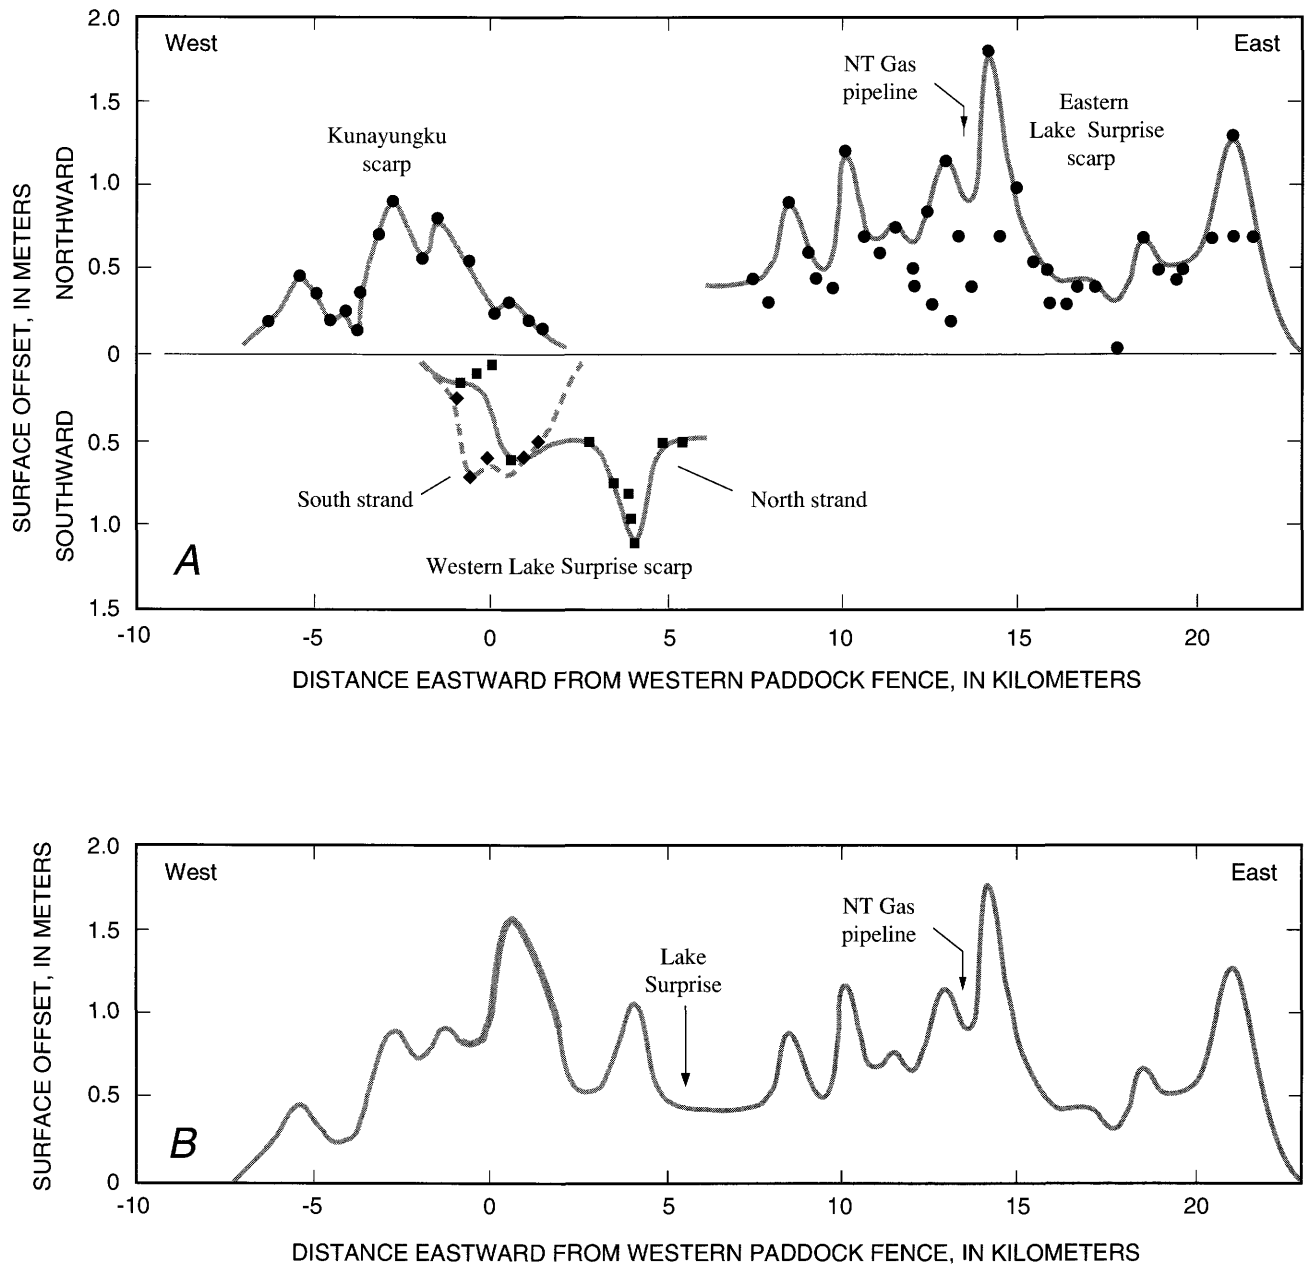 2.0
West
East
NT Gas
pipeline
1.5
Eastern
Lake Surprise
scarp
Kunayungku
scarp
1.0
0.5
0
SURFACE OFFSET, IN METERS
NORTHWARD
SOUTHWARD
0.5
South strand
North strand
1.0
A
Western Lake Surprise scarp
1.5
-10
-5
0
5
10
15
20
DISTANCE EASTWARD FROM WESTERN PADDOCK FENCE, IN KILOMETERS
2.0
West
East
NT Gas
pipeline
1.5
Lake
Surprise
1.0
SURFACE OFFSET, IN METERS
0.5
B
0
-10
-5
0
5
10
15
20
DISTANCE EASTWARD FROM WESTERN PADDOCK FENCE, IN KILOMETERS